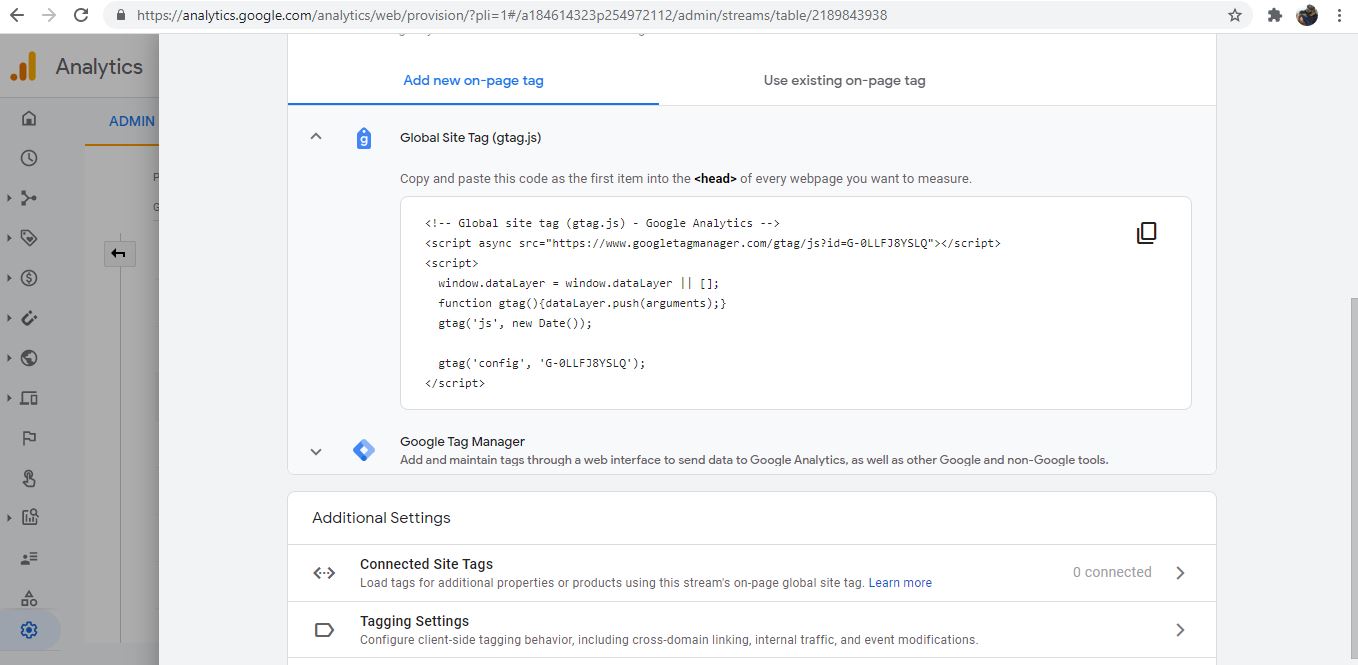 https://analytics.google.com/analytics/web/provision/?pli=1#/a184614323p254972112/admin/streams/table/2189843938
Analytics
ADMIN
P
G
Add new on-page tag
Use existing on-page tag
Global Site Tag (gtag.js)
Copy and paste this code as the first item into the <head> of every webpage you want to measure.
<!-- Global site tag (gtag.js) - Google Analytics -->
<script async src="https://www.googletagmanager.com/gtag/js?id=G-0LLFJ8YSLQ"></script>
<script>
window.dataLayer = window.dataLayer || [];
function gtag(){dataLayer.push(arguments);}
gtag('js', new Date());
gtag('config', 'G-0LLFJ8YSLQ');
</script>
Google Tag Manager
Add and maintain tags through a web interface to send data to Google Analytics, as well as other Google and non-Google tools.
Additional Settings
Connected Site Tags
Load tags for additional properties or products using this stream's on-page global site tag. Learn more
0 connected
Tagging Settings
Configure client-side tagging behavior, including cross-domain linking, internal traffic, and event modifications.